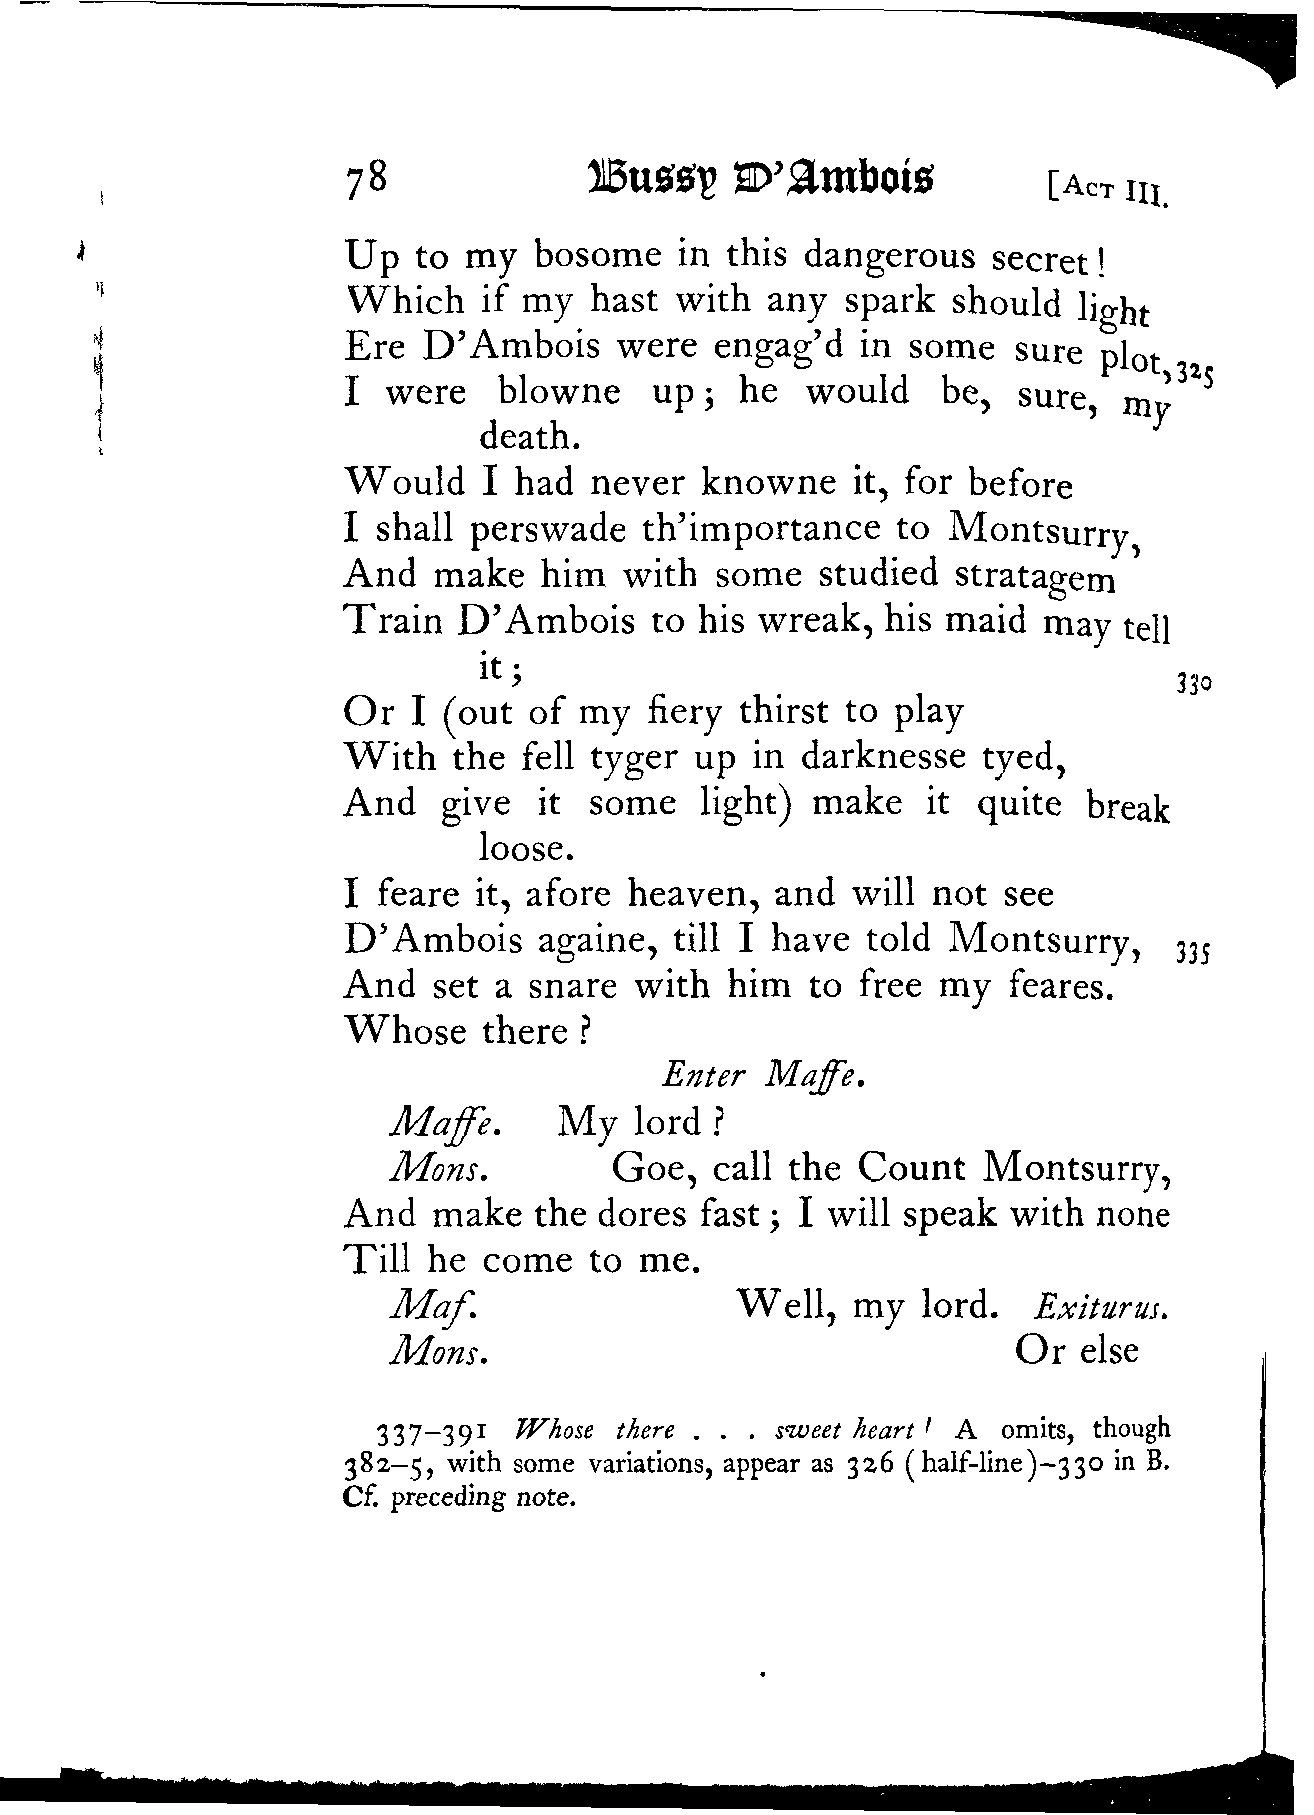 78 Bussy D'Ambois [ACT III.
Up to my bosome in this dangerous secret!
Which if my hast with any spark should light
Ere D'Ambois were engag'd in some sure plot, 325
I were blowne up; he would be, sure, my
death.
Would I had never knowne it, for before
I shall perswade th'importance to Montsurry,
And make him with some studied stratagem
Train D'Ambois to his wreak, his maid may tell
it; 330
Or I (out of my fiery thirst to play
With the fell tyger up in darknesse tyed,
And give it some light) make it quite break
loose.
I feare it, afore heaven, and will not see
D'Ambois againe, till I have told Montsurry, 335
And set a snare with him to free my feares.
Whose there?
Enter Maffe.
Maffe. My lord?
Mons. Goe, call the Count Montsurry,
And make the dores fast; I will speak with none
Till he come to me.
Maf. Well, my lord. Exiturus.
Mons. Or else
337–391 Whose there . . . sweet heart! A omits, though
382–5, with some variations, appear as 326 (half-line)–330 in B.
Cf. preceding note.